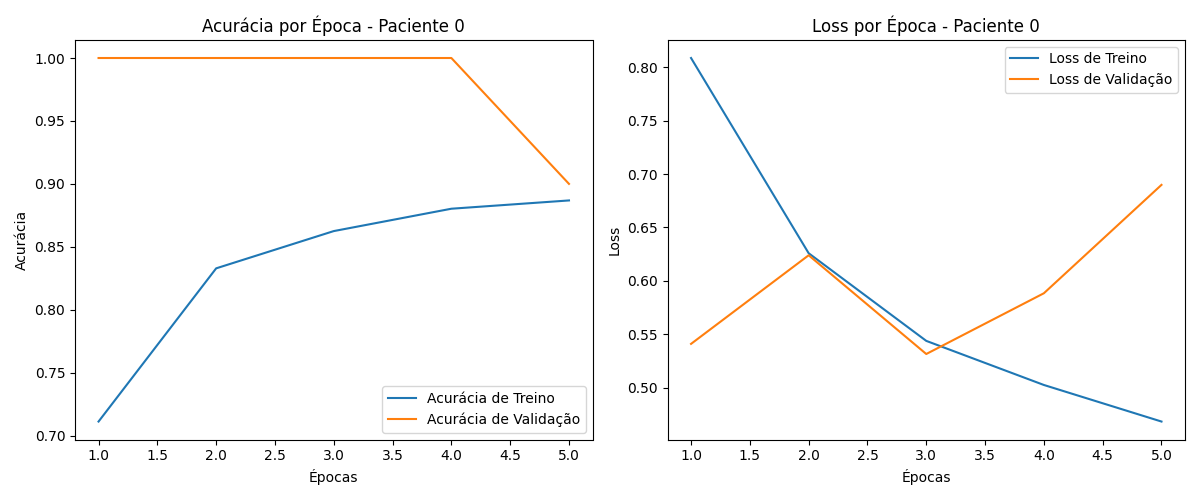 Acurácia por Época - Paciente 0
1.00
0.95
0.90
0.85
0.80
0.75
0.70
Acurácia
Acurácia de Treino
Acurácia de Validação
1.0 1.5 2.0 2.5 3.0 3.5 4.0 4.5 5.0
Épocas
Loss por Época - Paciente 0
Loss de Treino
Loss de Validação
0.80
0.75
0.70
0.65
0.60
0.55
0.50
Loss
1.0 1.5 2.0 2.5 3.0 3.5 4.0 4.5 5.0
Épocas